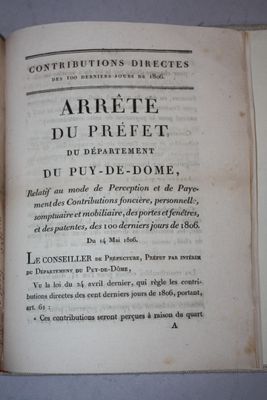 CONTRIBUTIONS DIRECTES
DES 100 DERNIERS JOURS DE 1806.
ARRÊTE
DU PRÉFET
DU DÉPARTEMENT
DU PUY-DE-DOME,
Relatif au mode de Perception et de Paye-
ment des Contributions foncière, personnelle,
somptuaire et mobiliaire, des portes et fenêtres,
et des patentes, des 100 derniers jours de 1806.
Du 14 Mai 1806.
LE CONSEILLER DE PRÉFECTURE, PRÉFET PAR INTÉRIM
DU DÉPARTEMENT DU PUY-DE-DÔME,
Vu la loi du 24 avril dernier, qui règle les contri-
butions directes des cent derniers jours de 1806, portant,
art. 61 :
« Ces contributions seront perçues à raison du quart
A